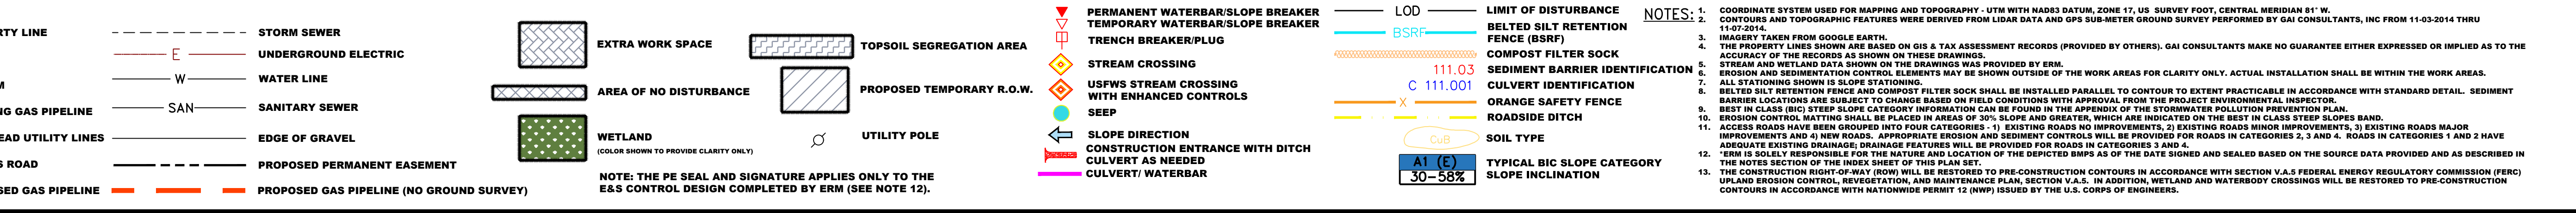 RTY LINE
M
NG GAS PIPELINE
EAD UTILITY LINES
S ROAD
SED GAS PIPELINE
STORM SEWER
E UNDERGROUND ELECTRIC
W WATER LINE
SAN SANITARY SEWER
EDGE OF GRAVEL
PROPOSED PERMANENT EASEMENT
PROPOSED GAS PIPELINE (NO GROUND SURVEY)
EXTRA WORK SPACE
AREA OF NO DISTURBANCE
WETLAND
(COLOR SHOWN TO PROVIDE CLARITY ONLY)
TOPSOIL SEGREGATION AREA
PROPOSED TEMPORARY R.O.W.
UTILITY POLE
NOTE: THE PE SEAL AND SIGNATURE APPLIES ONLY TO THE
E&S CONTROL DESIGN COMPLETED BY ERM (SEE NOTE 12).
PERMANENT WATERBAR/SLOPE BREAKER
TEMPORARY WATERBAR/SLOPE BREAKER
TRENCH BREAKER/PLUG
STREAM CROSSING
USFWS STREAM CROSSING
WITH ENHANCED CONTROLS
SEEP
SLOPE DIRECTION
CONSTRUCTION ENTRANCE WITH DITCH
CULVERT AS NEEDED
CULVERT/ WATERBAR
LOD LIMIT OF DISTURBANCE
BSRF BELTED SILT RETENTION
FENCE (BSRF)
COMPOST FILTER SOCK
111.03 SEDIMENT BARRIER IDENTIFICATION
C 111.001 CULVERT IDENTIFICATION
X ORANGE SAFETY FENCE
ROADSIDE DITCH
CuB SOIL TYPE
A1 (E) TYPICAL BIC SLOPE CATEGORY
30-58% SLOPE INCLINATION
NOTES:
1. COORDINATE SYSTEM USED FOR MAPPING AND TOPOGRAPHY - UTM WITH NAD83 DATUM, ZONE 17, US SURVEY FOOT, CENTRAL MERIDIAN 81° W.
2. CONTOURS AND TOPOGRAPHIC FEATURES WERE DERIVED FROM LIDAR DATA AND GPS SUB-METER GROUND SURVEY PERFORMED BY GAI CONSULTANTS, INC FROM 11-03-2014 THRU
11-07-2014.
3. IMAGERY TAKEN FROM GOOGLE EARTH.
4. THE PROPERTY LINES SHOWN ARE BASED ON GIS & TAX ASSESSMENT RECORDS (PROVIDED BY OTHERS). GAI CONSULTANTS MAKE NO GUARANTEE EITHER EXPRESSED OR IMPLIED AS TO THE
ACCURACY OF THE RECORDS AS SHOWN ON THESE DRAWINGS.
5. STREAM AND WETLAND DATA SHOWN ON THE DRAWINGS WAS PROVIDED BY ERM.
6. EROSION AND SEDIMENTATION CONTROL ELEMENTS MAY BE SHOWN OUTSIDE OF THE WORK AREAS FOR CLARITY ONLY. ACTUAL INSTALLATION SHALL BE WITHIN THE WORK AREAS.
7. ALL STATIONING SHOWN IS SLOPE STATIONING.
8. BELTED SILT RETENTION FENCE AND COMPOST FILTER SOCK SHALL BE INSTALLED PARALLEL TO CONTOUR TO EXTENT PRACTICABLE IN ACCORDANCE WITH STANDARD DETAIL. SEDIMENT
BARRIER LOCATIONS ARE SUBJECT TO CHANGE BASED ON FIELD CONDITIONS WITH APPROVAL FROM THE PROJECT ENVIRONMENTAL INSPECTOR.
9. BEST IN CLASS (BIC) STEEP SLOPE CATEGORY INFORMATION CAN BE FOUND IN THE APPENDIX OF THE STORMWATER POLLUTION PREVENTION PLAN.
10. EROSION CONTROL MATTING SHALL BE PLACED IN AREAS OF 30% SLOPE AND GREATER, WHICH ARE INDICATED ON THE BEST IN CLASS STEEP SLOPES BAND.
11. ACCESS ROADS HAVE BEEN GROUPED INTO FOUR CATEGORIES - 1) EXISTING ROADS NO IMPROVEMENTS, 2) EXISTING ROADS MINOR IMPROVEMENTS, 3) EXISTING ROADS MAJOR
IMPROVEMENTS AND 4) NEW ROADS. APPROPRIATE EROSION AND SEDIMENT CONTROLS WILL BE PROVIDED FOR ROADS IN CATEGORIES 2, 3 AND 4. ROADS IN CATEGORIES 1 AND 2 HAVE
ADEQUATE EXISTING DRAINAGE; DRAINAGE FEATURES WILL BE PROVIDED FOR ROADS IN CATEGORIES 3 AND 4.
12. "ERM IS SOLELY RESPONSIBLE FOR THE NATURE AND LOCATION OF THE DEPICTED BMPS AS OF THE DATE SIGNED AND SEALED BASED ON THE SOURCE DATA PROVIDED AND AS DESCRIBED IN
THE NOTES SECTION OF THE INDEX SHEET OF THIS PLAN SET.
13. THE CONSTRUCTION RIGHT-OF-WAY (ROW) WILL BE RESTORED TO PRE-CONSTRUCTION CONTOURS IN ACCORDANCE WITH SECTION V.A.5 FEDERAL ENERGY REGULATORY COMMISSION (FERC)
UPLAND EROSION CONTROL, REVEGETATION, AND MAINTENANCE PLAN, SECTION V.A.5. IN ADDITION, WETLAND AND WATERBODY CROSSINGS WILL BE RESTORED TO PRE-CONSTRUCTION
CONTOURS IN ACCORDANCE WITH NATIONWIDE PERMIT 12 (NWP) ISSUED BY THE U.S. CORPS OF ENGINEERS.